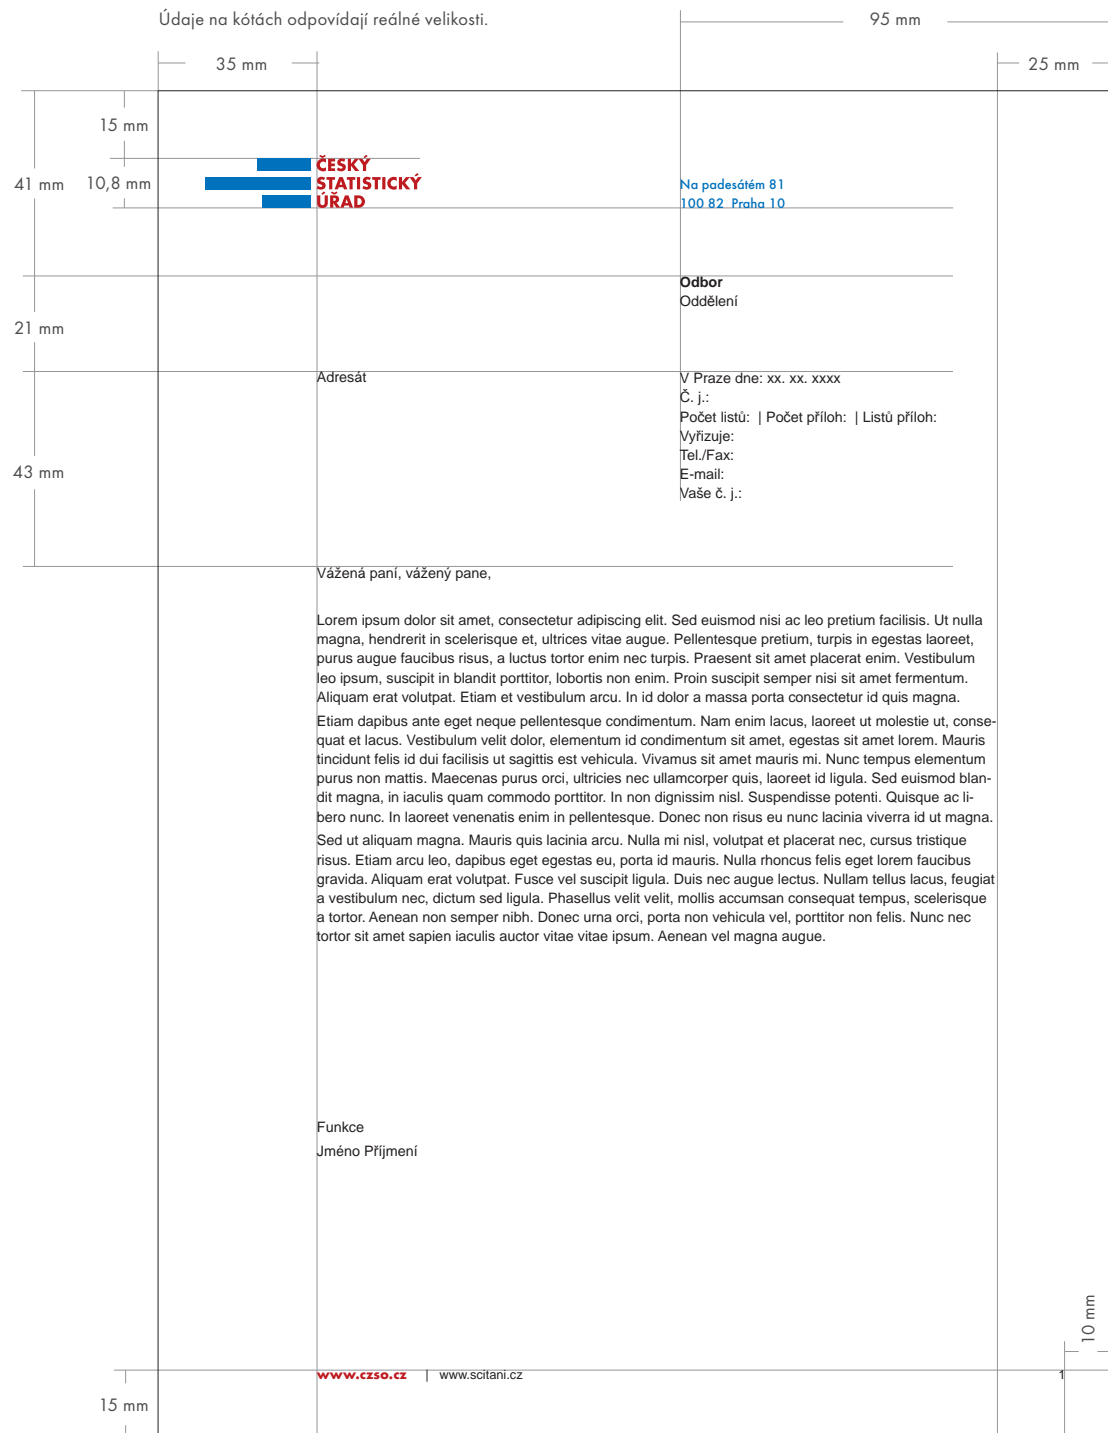 Údaje na kótách odpovídají reálné velikosti.
95 mm
35 mm
25 mm
15 mm
41 mm
10,8 mm
ČESKÝ
STATISTICKÝ
ÚŘAD
Na padesátém 81
100 82 Praha 10
Odbor
Oddělení
21 mm
Adresát
V Praze dne: xx. xx. xxxx
Č. j.:
Počet listů: | Počet příloh: | Listů příloh:
Vyřizuje:
Tel./Fax:
E-mail:
Vaše č. j.:
43 mm
Vážená paní, vážený pane,
Lorem ipsum dolor sit amet, consectetur adipiscing elit. Sed euismod nisi ac leo pretium facilisis. Ut nulla
magna, hendrerit in scelerisque et, ultrices vitae augue. Pellentesque pretium, turpis in egestas laoreet,
purus augue faucibus risus, a luctus tortor enim nec turpis. Praesent sit amet placerat enim. Vestibulum
leo ipsum, suscipit in blandit porttitor, lobortis non enim. Proin suscipit semper nisi sit amet fermentum.
Aliquam erat volutpat. Etiam et vestibulum arcu. In id dolor a massa porta consectetur id quis magna.
Etiam dapibus ante eget neque pellentesque condimentum. Nam enim lacus, laoreet ut molestie ut, conse-
quat et lacus. Vestibulum velit dolor, elementum id condimentum sit amet, egestas sit amet lorem. Mauris
tincidunt felis id dui facilisis ut sagittis est vehicula. Vivamus sit amet mauris mi. Nunc tempus elementum
purus non mattis. Maecenas purus orci, ultricies nec ullamcorper quis, laoreet id ligula. Sed euismod blan-
dit magna, in iaculis quam commodo porttitor. In non dignissim nisl. Suspendisse potenti. Quisque ac li-
bero nunc. In laoreet venenatis enim in pellentesque. Donec non risus eu nunc lacinia viverra id ut magna.
Sed ut aliquam magna. Mauris quis lacinia arcu. Nulla mi nisl, volutpat et placerat nec, cursus tristique
risus. Etiam arcu leo, dapibus eget egestas eu, porta id mauris. Nulla rhoncus felis eget lorem faucibus
gravida. Aliquam erat volutpat. Fusce vel suscipit ligula. Duis nec augue lectus. Nullam tellus lacus, feugiat
a vestibulum nec, dictum sed ligula. Phasellus velit velit, mollis accumsan consequat tempus, scelerisque
a tortor. Aenean non semper nibh. Donec urna orci, porta non vehicula vel, porttitor non felis. Nunc nec
tortor sit amet sapien iaculis auctor vitae vitae ipsum. Aenean vel magna augue.
Funkce
Jméno Příjmení
10 mm
www.czso.cz | www.scitani.cz
1
15 mm